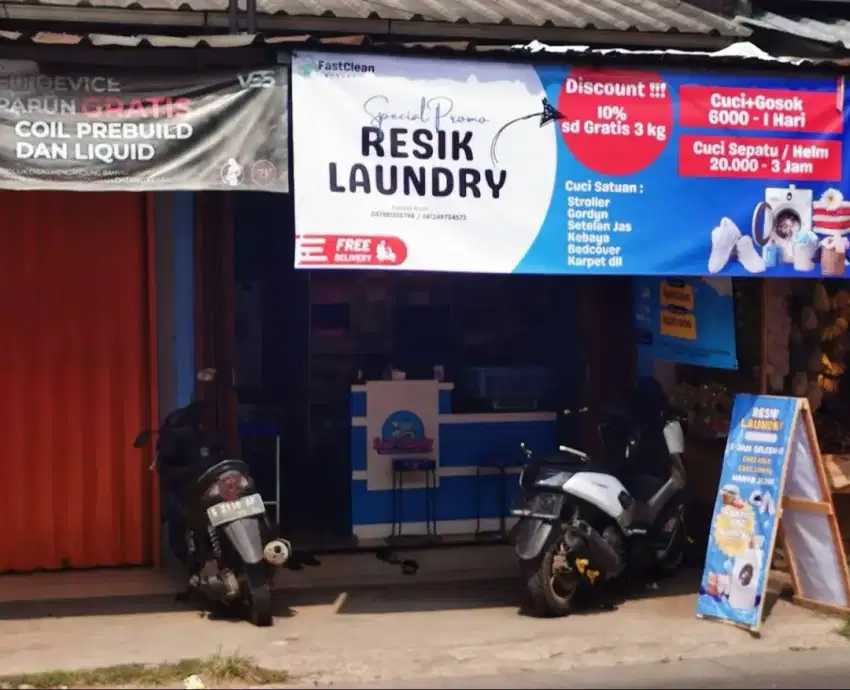 PARUN GRATIS
COIL PREBUILD
DAN LIQUID
FastClean
Special Promo
RESIK
LAUNDRY
FREE
DELIVERY
Discount !!!
10%
sd Gratis 3 kg
Cuci+Gosok
6000 - 1 Hari
Cuci Sepatu / Helm
20.000 - 3 Jam
Cuci Satuan :
Stroller
Gordyn
Setelan Jas
Kebaya
Bedcover
Karpet dll
RESIK
LAUNDRY